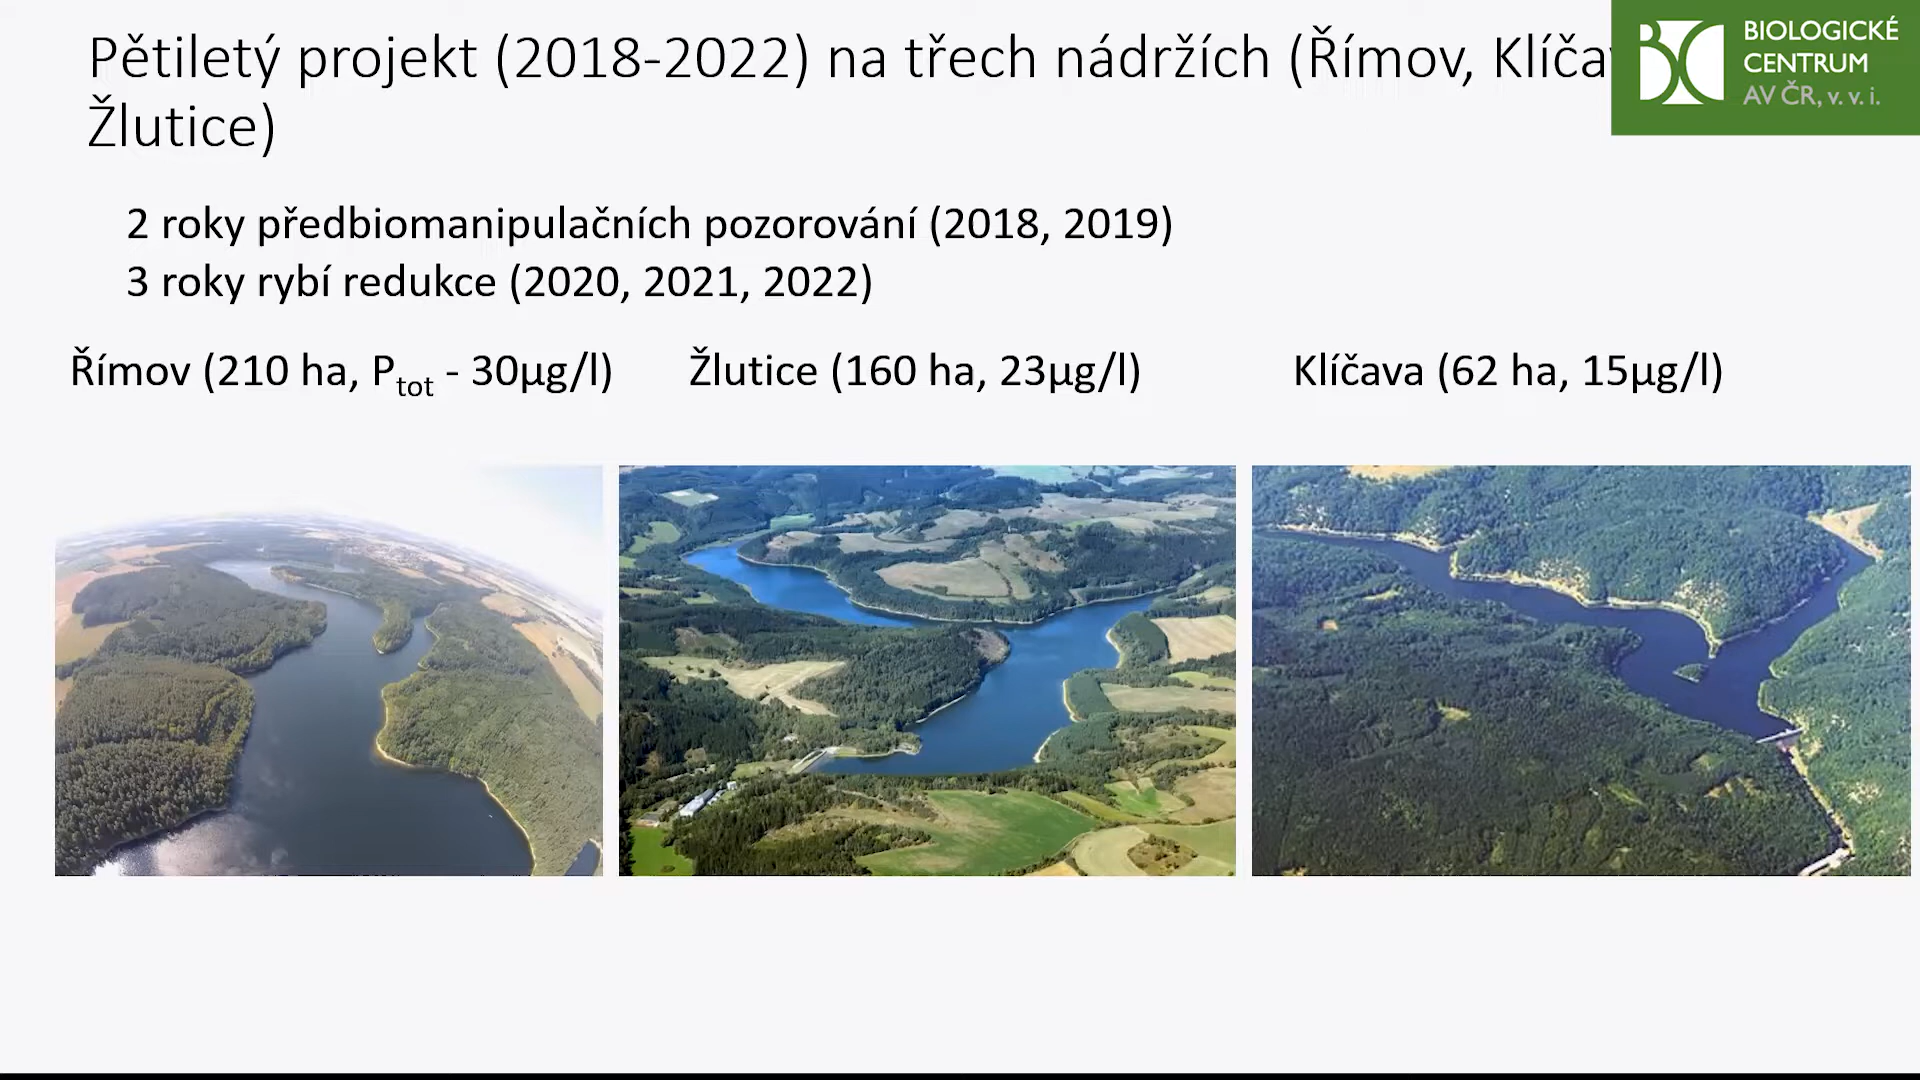 Pětiletý projekt (2018-2022) na třech nádržích (Římov,
Žlutice)
BIOLOGICKÉ
CENTRUM
AV ČR, v. v. i.
2 roky předbiomanipulačních pozorování (2018, 2019)
3 roky rybí redukce (2020, 2021, 2022)
Římov (210 ha, Ptot - 30µg/l)
Žlutice (160 ha, 23µg/l)
Klíčava (62 ha, 15µg/l)